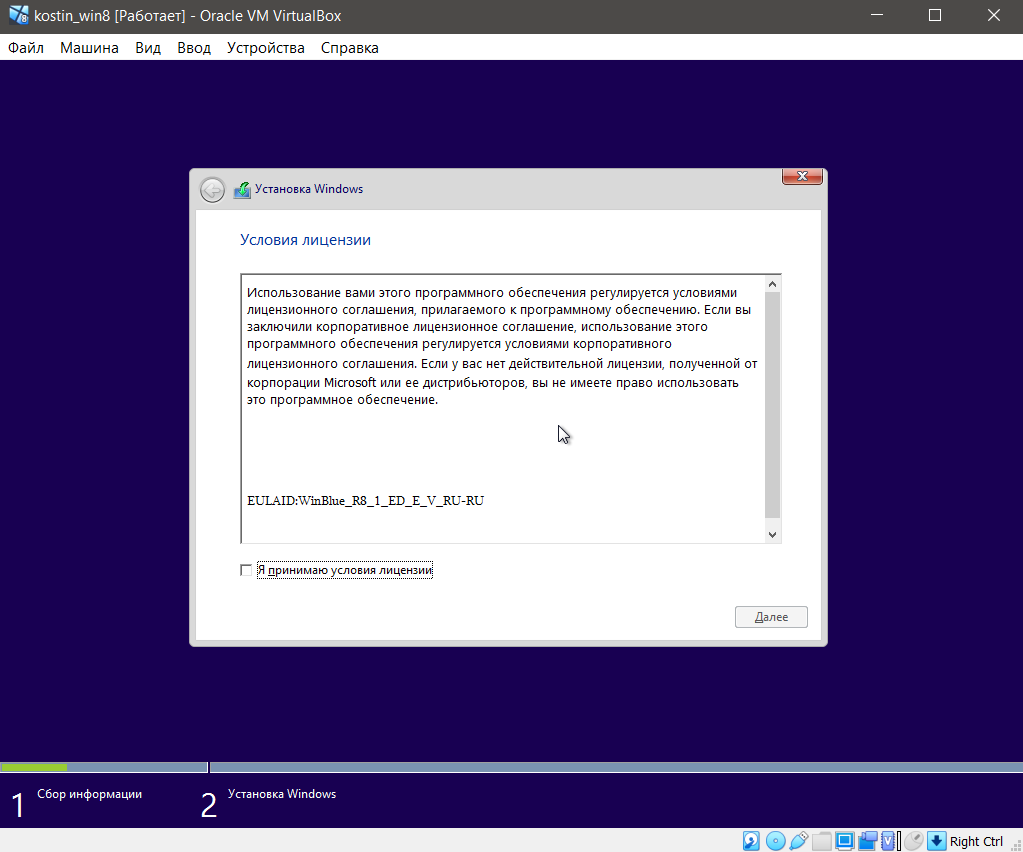 kostin_win8 [Работает] - Oracle VM VirtualBox
Файл Машина Вид Ввод Устройства Справка
Установка Windows
Условия лицензии
Использование вами этого программного обеспечения регулируется условиями
лицензионного соглашения, прилагаемого к программному обеспечению. Если вы
заключили корпоративное лицензионное соглашение, использование этого
программного обеспечения регулируется условиями корпоративного
лицензионного соглашения. Если у вас нет действительной лицензии, полученной от
корпорации Microsoft или ее дистрибьюторов, вы не имеете право использовать
это программное обеспечение.
EULAID:WinBlue_R8_1_ED_E_V_RU-RU
Я принимаю условия лицензии
Далее
1 Сбор информации 2 Установка Windows
Right Ctrl